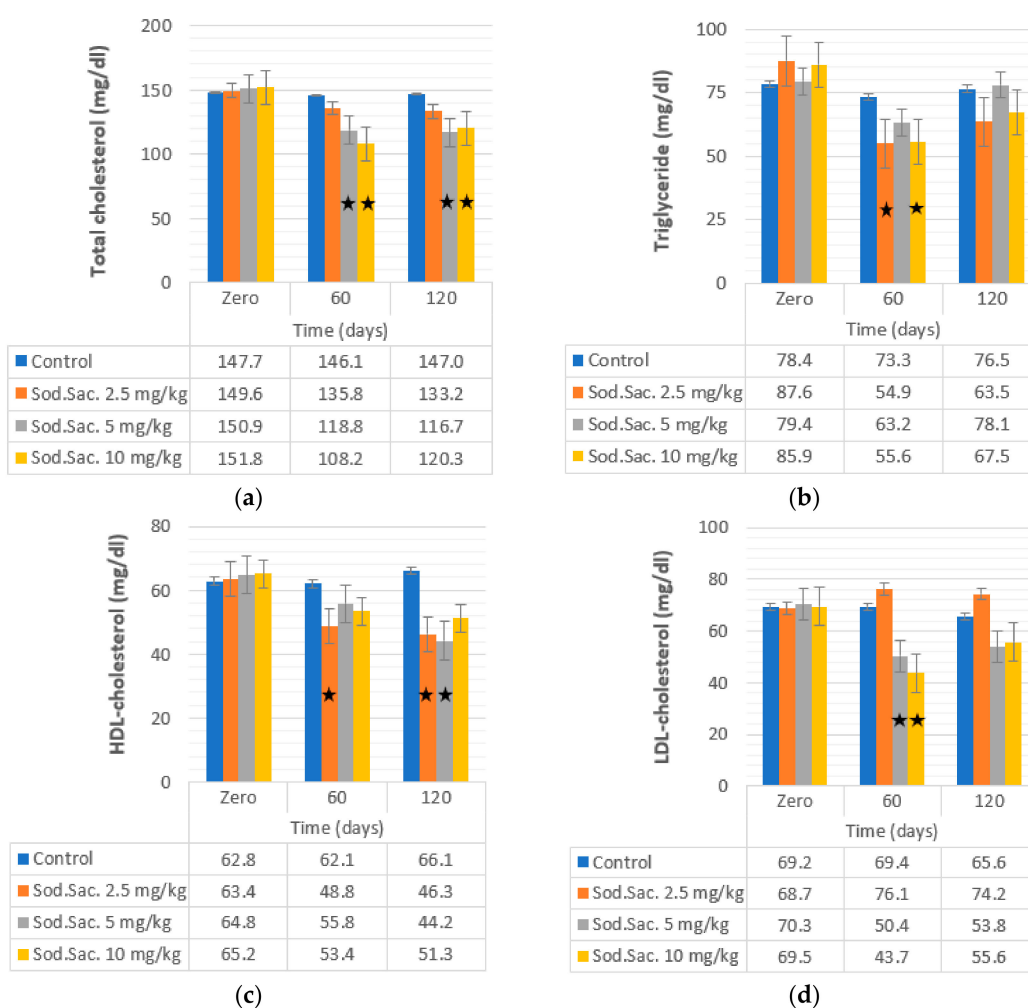 Total cholesterol (mg/dl)
200
150
100
50
0
Zero 60 120
Time (days)
Control 147.7 146.1 147.0
Sod.Sac. 2.5 mg/kg 149.6 135.8 133.2
Sod.Sac. 5 mg/kg 150.9 118.8 116.7
Sod.Sac. 10 mg/kg 151.8 108.2 120.3
(a)
Triglyceride (mg/dl)
100
75
50
25
0
Zero 60 120
Time (days)
Control 78.4 73.3 76.5
Sod.Sac. 2.5 mg/kg 87.6 54.9 63.5
Sod.Sac. 5 mg/kg 79.4 63.2 78.1
Sod.Sac. 10 mg/kg 85.9 55.6 67.5
(b)
HDL-cholesterol (mg/dl)
80
60
40
20
0
Zero 60 120
Time (days)
Control 62.8 62.1 66.1
Sod.Sac. 2.5 mg/kg 63.4 48.8 46.3
Sod.Sac. 5 mg/kg 64.8 55.8 44.2
Sod.Sac. 10 mg/kg 65.2 53.4 51.3
(c)
LDL-cholesterol (mg/dl)
100
80
60
40
20
0
Zero 60 120
Time (days)
Control 69.2 69.4 65.6
Sod.Sac. 2.5 mg/kg 68.7 76.1 74.2
Sod.Sac. 5 mg/kg 70.3 50.4 53.8
Sod.Sac. 10 mg/kg 69.5 43.7 55.6
(d)